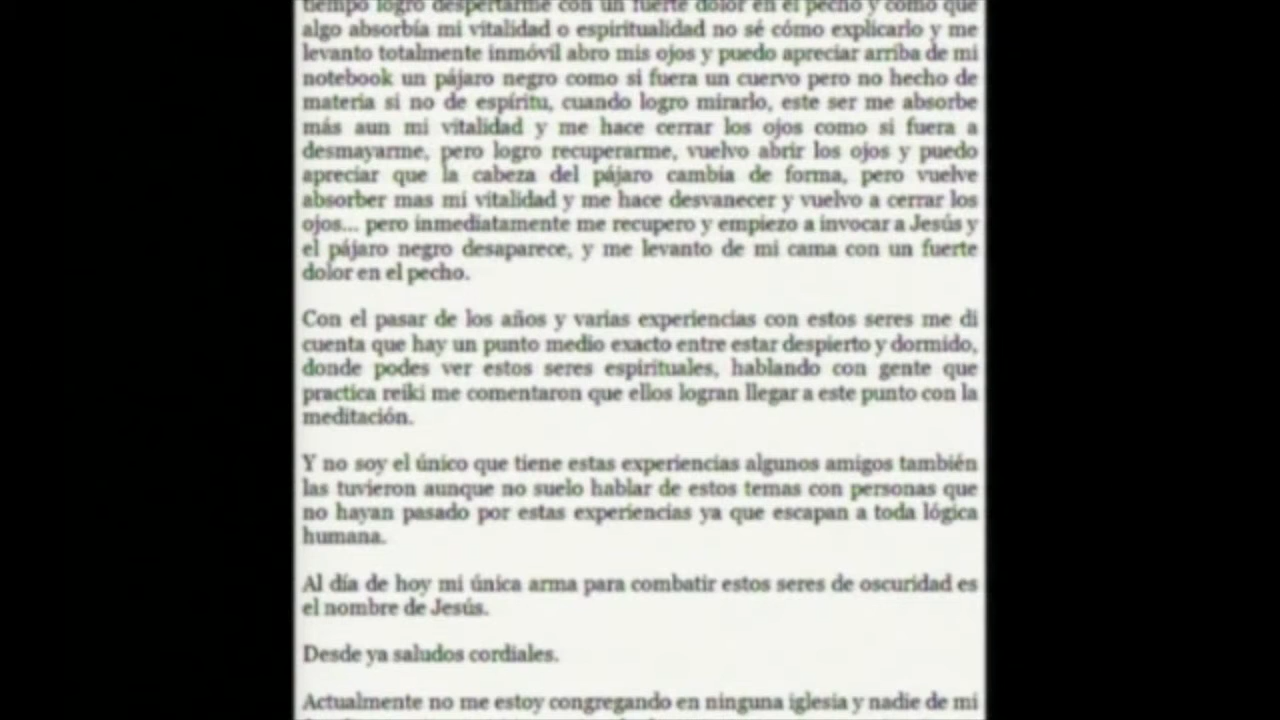 tiempo logro despertarme con un fuerte dolor en el pecho y como que
algo absorbía mi vitalidad o espiritualidad no sé cómo explicarlo y me
levanto totalmente inmóvil abro mis ojos y puedo apreciar arriba de mi
notebook un pájaro negro como si fuera un cuervo pero no hecho de
materia si no de espíritu, cuando logro mirarlo, este ser me absorbe
más aun mi vitalidad y me hace cerrar los ojos como si fuera a
desmayarme, pero logro recuperarme, vuelvo abrir los ojos y puedo
apreciar que la cabeza del pájaro cambia de forma, pero vuelve
absorber mas mi vitalidad y me hace desvanecer y vuelvo a cerrar los
ojos... pero inmediatamente me recupero y empiezo a invocar a Jesús y
el pájaro negro desaparece, y me levanto de mi cama con un fuerte
dolor en el pecho.
Con el pasar de los años y varias experiencias con estos seres me di
cuenta que hay un punto medio exacto entre estar despierto y dormido,
donde podes ver estos seres espirituales, hablando con gente que
practica reiki me comentaron que ellos logran llegar a este punto con la
meditación.
Y no soy el único que tiene estas experiencias algunos amigos también
las tuvieron aunque no suelo hablar de estos temas con personas que
no hayan pasado por estas experiencias ya que escapan a toda lógica
humana.
Al día de hoy mi única arma para combatir estos seres de oscuridad es
el nombre de Jesús.
Desde ya saludos cordiales.
Actualmente no me estoy congregando en ninguna iglesia y nadie de mi